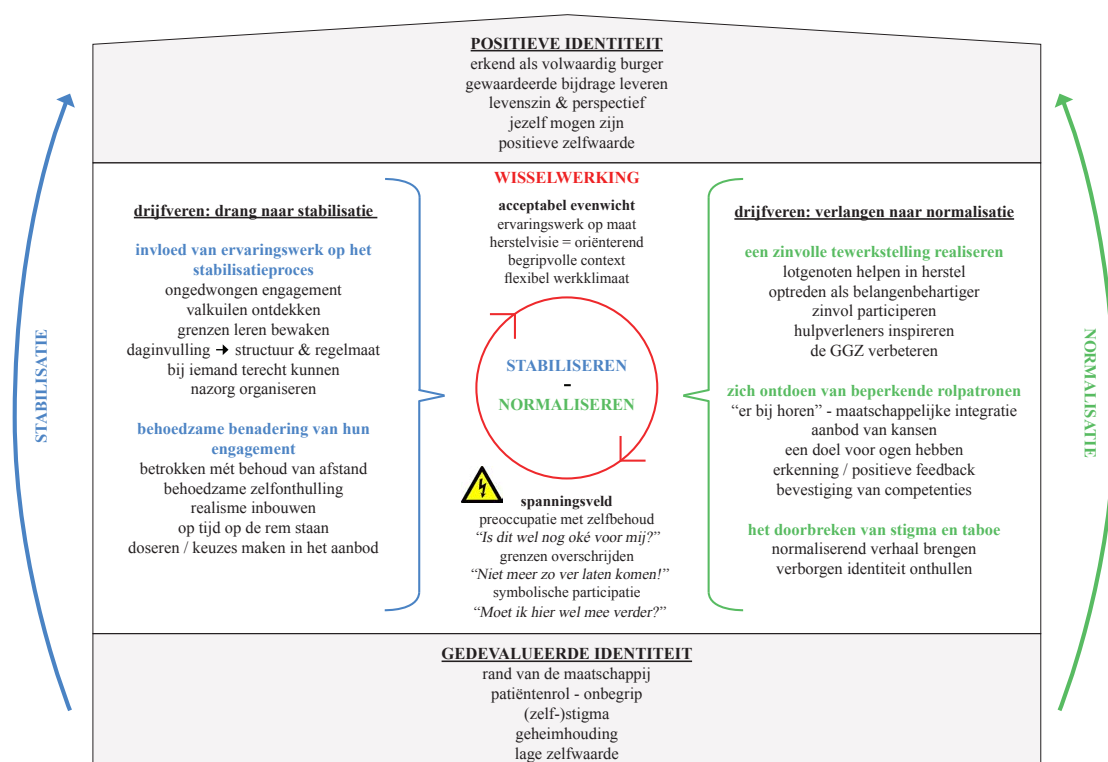 POSITIEVE IDENTITEIT
erkend als volwaardig burger
gewaardeerde bijdrage leveren
levenszin & perspectief
jezelf mogen zijn
positieve zelfwaarde
STABILISATIE
drijfveren: drang naar stabilisatie
invloed van ervaringswerk op het
stabilisatieproces
ongedwongen engagement
valkuilen ontdekken
grenzen leren bewaken
daginvulling → structuur & regelmaat
bij iemand terecht kunnen
nazorg organiseren
behoedzame benadering van hun
engagement
betrokken mét behoud van afstand
behoedzame zelfonthulling
realisme inbouwen
op tijd op de rem staan
doseren / keuzes maken in het aanbod
WISSELWERKING
acceptabel evenwicht
ervaringswerk op maat
herstelvisie = oriënterend
begripvolle context
flexibel werkklimaat
STABILISEREN
-
NORMALISEREN
spanningsveld
preoccupatie met zelfbehoud
“Is dit wel nog oké voor mij?”
grenzen overschrijden
“Niet meer zo ver laten komen!”
symbolische participatie
“Moet ik hier wel mee verder?”
drijfveren: verlangen naar normalisatie
een zinvolle tewerkstelling realiseren
lotgenoten helpen in herstel
optreden als belangenbehartiger
zinvol participeren
hulpverleners inspireren
de GGZ verbeteren
zich ontdoen van beperkende rolpatronen
“er bij horen” - maatschappelijke integratie
aanbod van kansen
een doel voor ogen hebben
erkenning / positieve feedback
bevestiging van competenties
het doorbreken van stigma en taboe
normaliserend verhaal brengen
verborgen identiteit onthullen
NORMALISATIE
GEDEVALUEERDE IDENTITEIT
rand van de maatschappij
patiëntenrol - onbegrip
(zelf-)stigma
geheimhouding
lage zelfwaarde